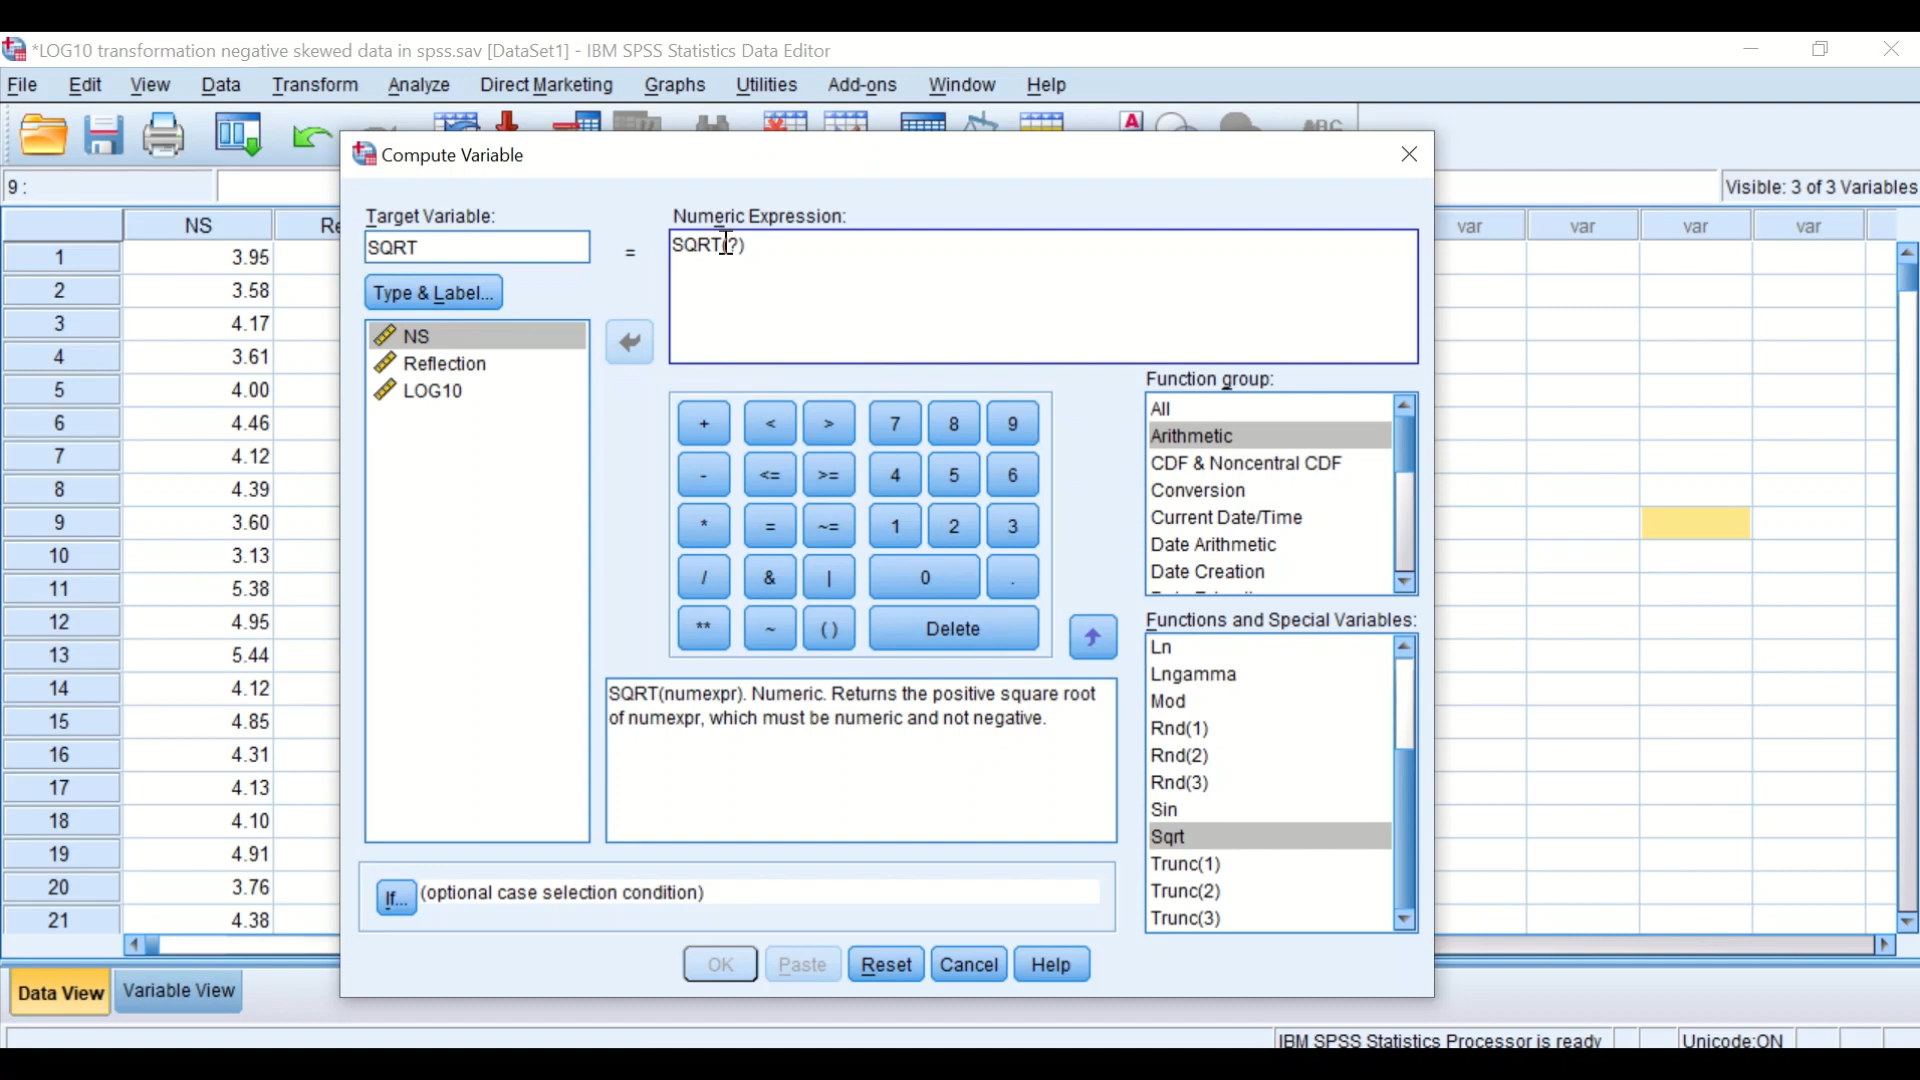 *LOG10 transformation negative skewed data in spss.sav [DataSet1] - IBM SPSS Statistics Data Editor
File Edit View Data Transform Analyze Direct Marketing Graphs Utilities Add-ons Window Help
A ABC
Compute Variable
9 :
Visible: 3 of 3 Variables
NS Re var var var var
1 3.95
2 3.58
3 4.17
4 3.61
5 4.00
6 4.46
7 4.12
8 4.39
9 3.60
10 3.13
11 5.38
12 4.95
13 5.44
14 4.12
15 4.85
16 4.31
17 4.13
18 4.10
19 4.91
20 3.76
21 4.38
Target Variable:
SQRT
=
Type & Label...
NS
Reflection
LOG10
Numeric Expression:
SQRT(?)
+ < > 7 8 9
- <= >= 4 5 6
* = ~= 1 2 3
/ & | 0 .
** ~ ( ) Delete
Function group:
All
Arithmetic
CDF & Noncentral CDF
Conversion
Current Date/Time
Date Arithmetic
Date Creation
SQRT(numexpr). Numeric. Returns the positive square root
of numexpr, which must be numeric and not negative.
Functions and Special Variables:
Ln
Lngamma
Mod
Rnd(1)
Rnd(2)
Rnd(3)
Sin
Sqrt
Trunc(1)
Trunc(2)
Trunc(3)
If... (optional case selection condition)
OK Paste Reset Cancel Help
Data View Variable View
IBM SPSS Statistics Processor is ready Unicode:ON